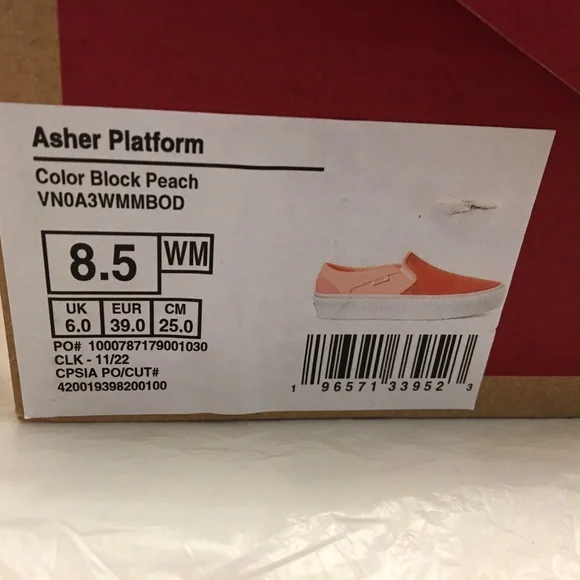 Asher Platform
Color Block Peach
VN0A3WMMBOD
8.5 WM
UK EUR CM
6.0 39.0 25.0
PO# 1000787179001030
CLK - 11/22
CPSIA PO/CUT#
420019398200100
1 96571 33952 3